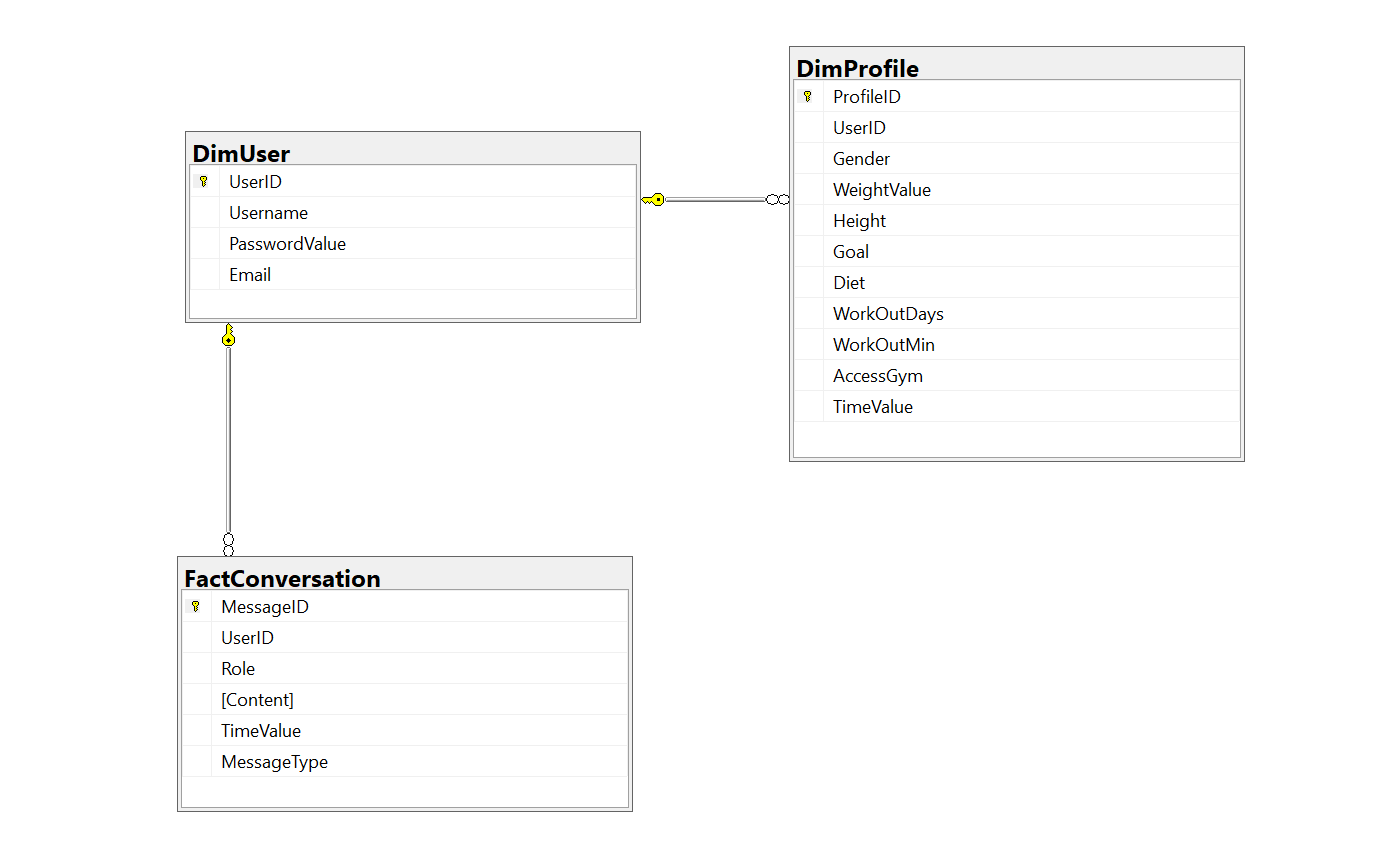 DimUser
UserID
Username
PasswordValue
Email
DimProfile
ProfileID
UserID
Gender
WeightValue
Height
Goal
Diet
WorkOutDays
WorkOutMin
AccessGym
TimeValue
FactConversation
MessageID
UserID
Role
[Content]
TimeValue
MessageType